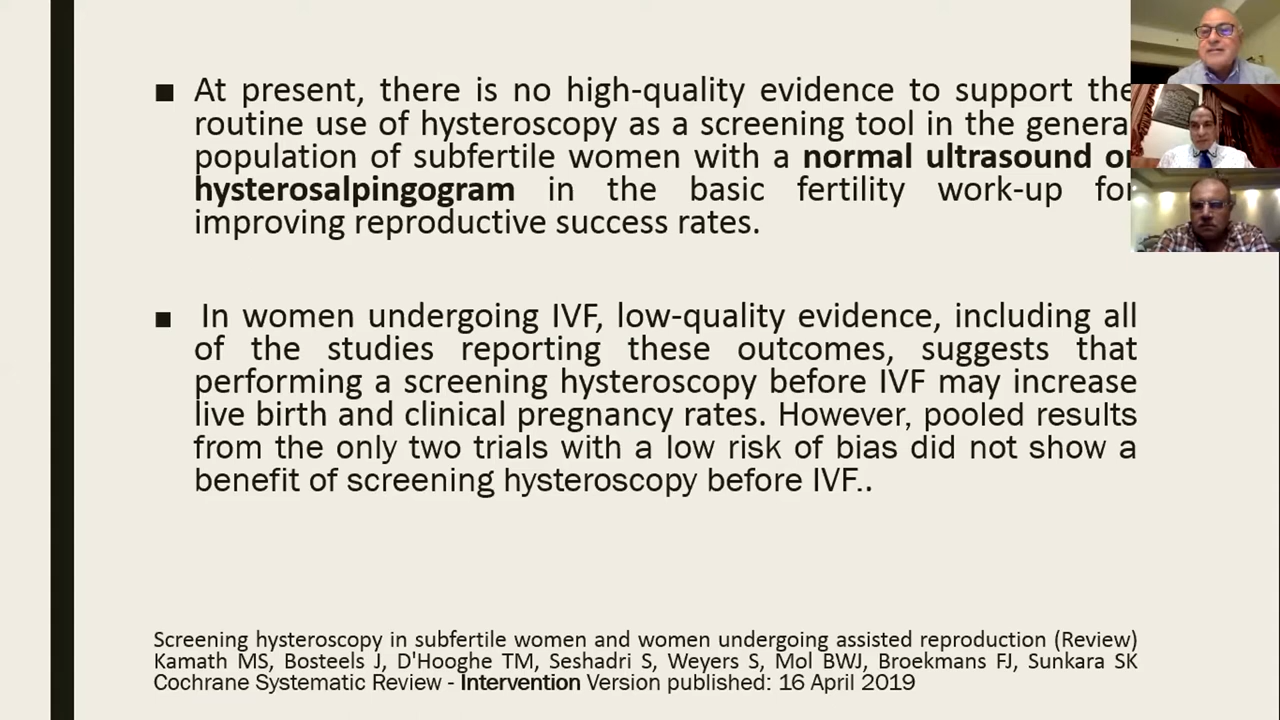 ■ At present, there is no high-quality evidence to support the
routine use of hysteroscopy as a screening tool in the general
population of subfertile women with a normal ultrasound or
hysterosalpingogram in the basic fertility work-up for
improving reproductive success rates.
■ In women undergoing IVF, low-quality evidence, including all
of the studies reporting these outcomes, suggests that
performing a screening hysteroscopy before IVF may increase
live birth and clinical pregnancy rates. However, pooled results
from the only two trials with a low risk of bias did not show a
benefit of screening hysteroscopy before IVF..
Screening hysteroscopy in subfertile women and women undergoing assisted reproduction (Review)
Kamath MS, Bosteels J, D'Hooghe TM, Seshadri S, Weyers S, Mol BWJ, Broekmans FJ, Sunkara SK
Cochrane Systematic Review - Intervention Version published: 16 April 2019